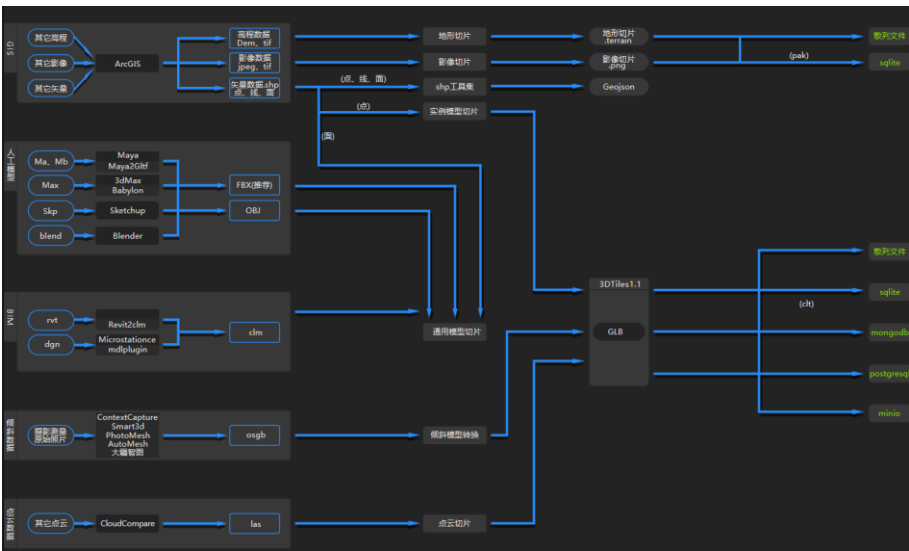 GIS
其它高程
其它影像
其它矢量
ArcGIS
高程数据
Dem、tif
影像数据
jpeg、tif
矢量数据.shp
点、线、面
(点、线、面)
(点)
(面)
地形切片
影像切片
shp工具集
实例模型切片
地形切片
.terrain
影像切片
.png
Geojson
(pak)
散列文件
sqlite
人工模型
Ma、Mb
Max
Skp
blend
Maya
Maya2Gltf
3dMax
Babylon
Sketchup
Blender
FBX(推荐)
OBJ
BIM
rvt
dgn
Revit2clm
Microstationce
mdlplugin
clm
通用模型切片
3DTiles1.1
GLB
(clt)
散列文件
sqlite
mongodb
postgresql
minio
倾斜数据
摄影测量
原始照片
ContextCapture
Smart3d
PhotoMesh
AutoMesh
大疆智图
osgb
倾斜模型转换
点云数据
其它点云
CloudCompare
las
点云切片